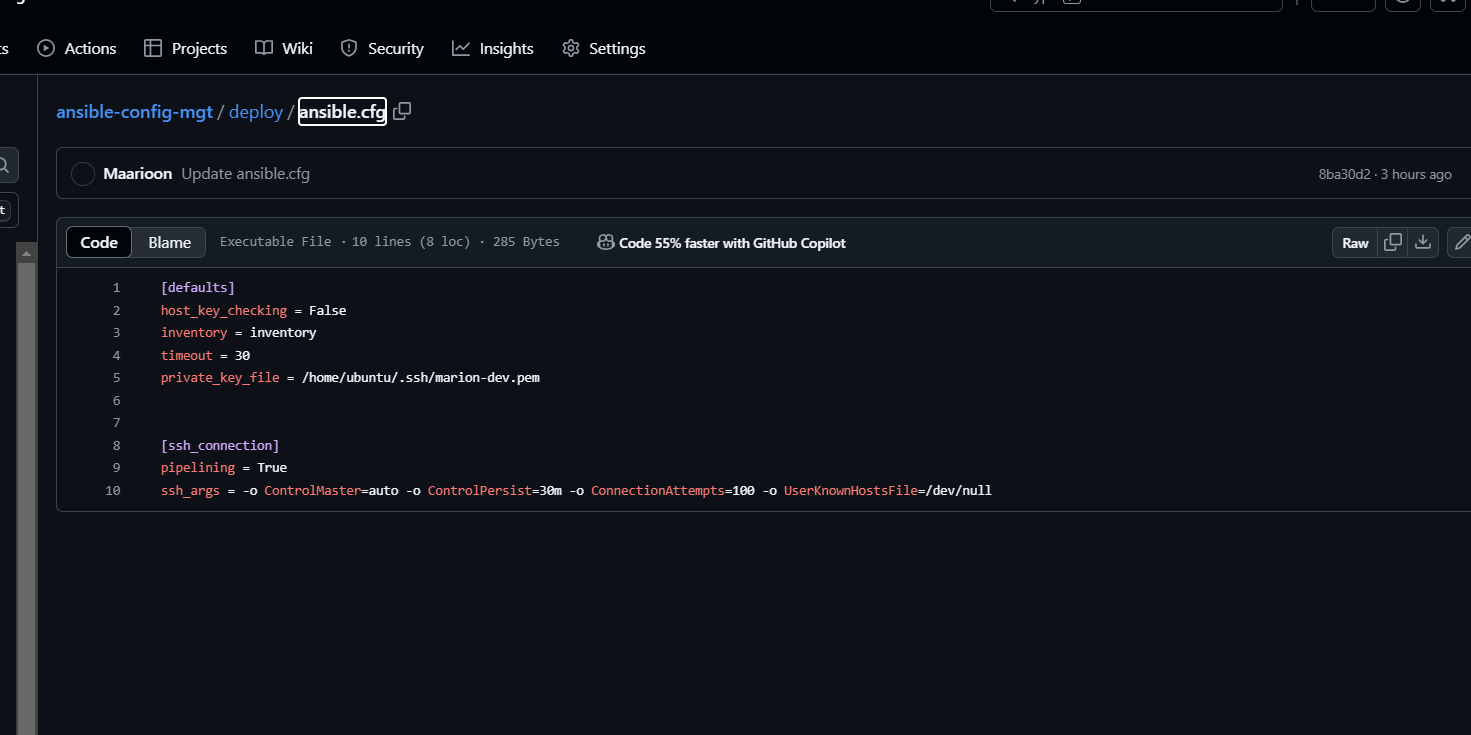 Actions Projects Wiki Security Insights Settings
ansible-config-mgt / deploy / ansible.cfg
Maarioon Update ansible.cfg 8ba30d2 · 3 hours ago
Code Blame Executable File · 10 lines (8 loc) · 285 Bytes Code 55% faster with GitHub Copilot Raw
1 [defaults]
2 host_key_checking = False
3 inventory = inventory
4 timeout = 30
5 private_key_file = /home/ubuntu/.ssh/marion-dev.pem
6
7
8 [ssh_connection]
9 pipelining = True
10 ssh_args = -o ControlMaster=auto -o ControlPersist=30m -o ConnectionAttempts=100 -o UserKnownHostsFile=/dev/null